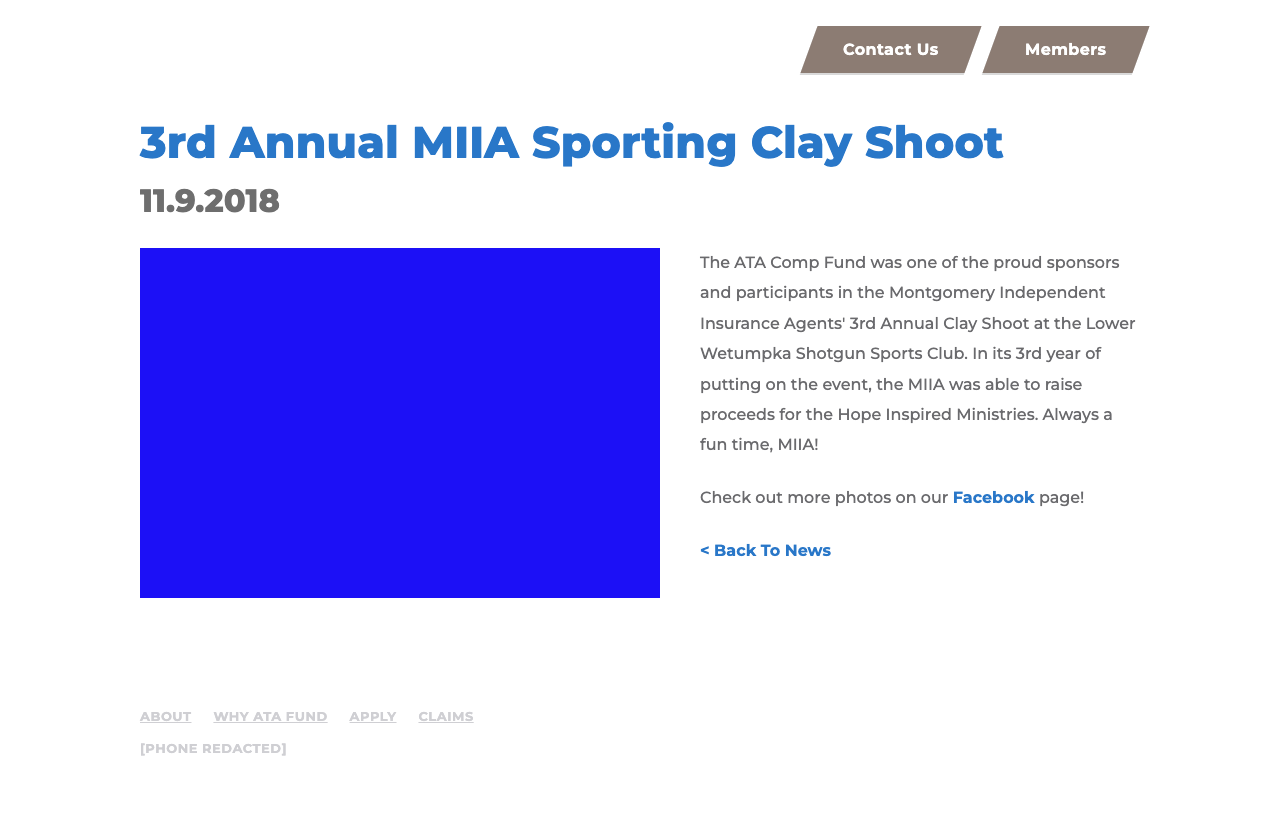 Contact Us
Members
3rd Annual MIIA Sporting Clay Shoot
11.9.2018
The ATA Comp Fund was one of the proud sponsors
and participants in the Montgomery Independent
Insurance Agents' 3rd Annual Clay Shoot at the Lower
Wetumpka Shotgun Sports Club. In its 3rd year of
putting on the event, the MIIA was able to raise
proceeds for the Hope Inspired Ministries. Always a
fun time, MIIA!
Check out more photos on our Facebook page!
< Back To News
ABOUT WHY ATA FUND APPLY CLAIMS
[PHONE REDACTED]